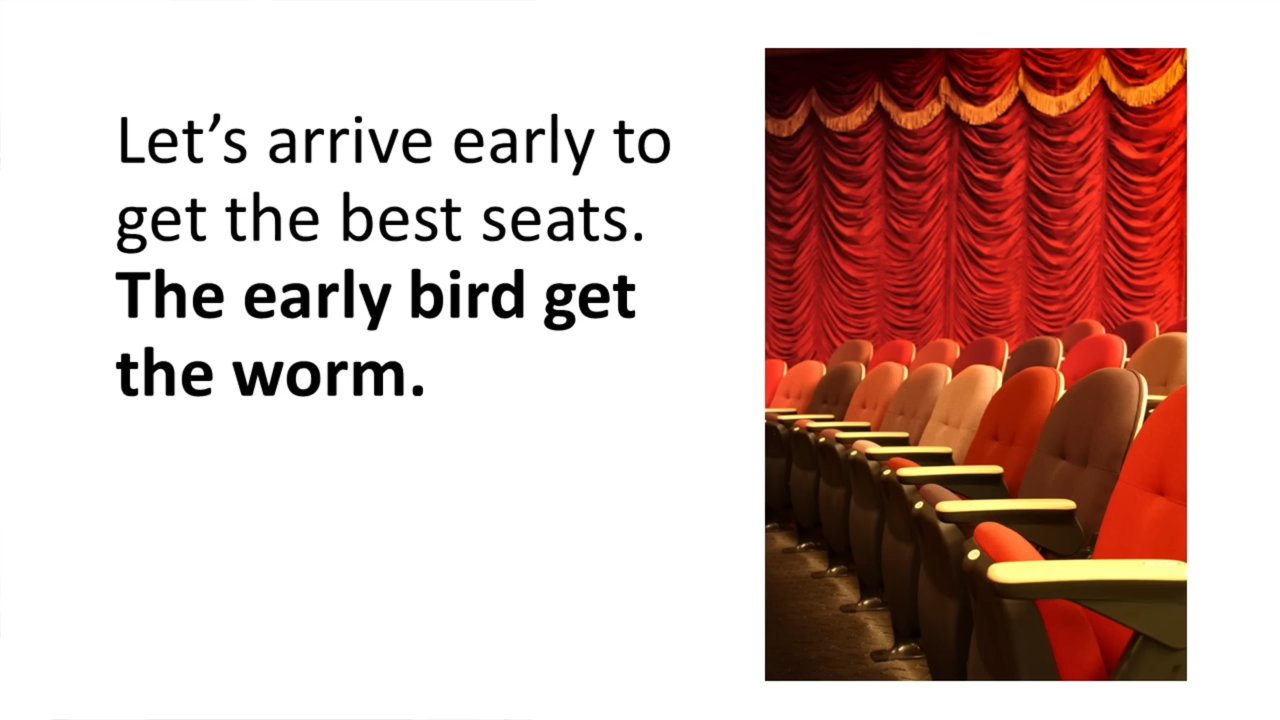 Let’s arrive early to
get the best seats.
The early bird get
the worm.